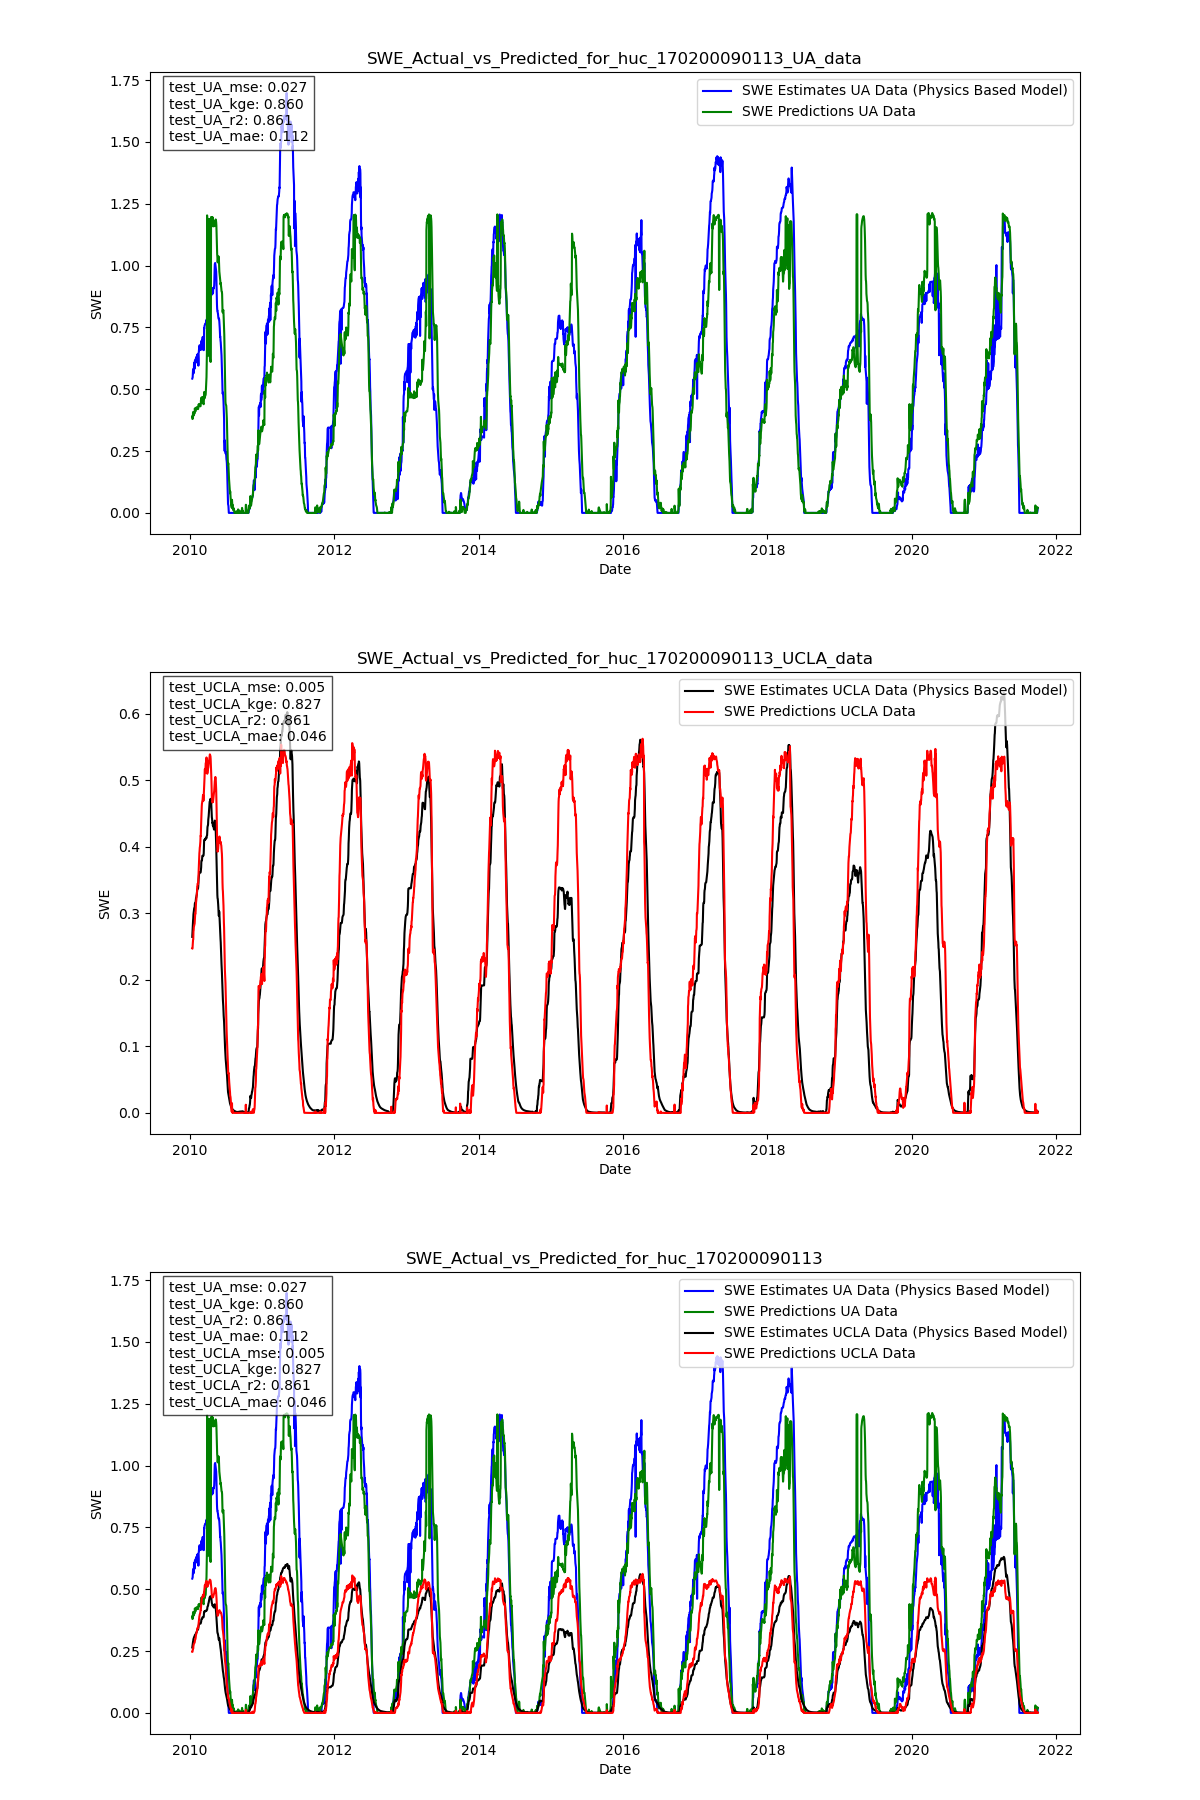 SWE_Actual_vs_Predicted_for_huc_170200090113_UA_data
test_UA_mse: 0.027
test_UA_kge: 0.860
test_UA_r2: 0.861
test_UA_mae: 0.112
SWE Estimates UA Data (Physics Based Model)
SWE Predictions UA Data
1.75
1.50
1.25
1.00
0.75
0.50
0.25
0.00
SWE
2010 2012 2014 2016 2018 2020 2022
Date
SWE_Actual_vs_Predicted_for_huc_170200090113_UCLA_data
test_UCLA_mse: 0.005
test_UCLA_kge: 0.827
test_UCLA_r2: 0.861
test_UCLA_mae: 0.046
SWE Estimates UCLA Data (Physics Based Model)
SWE Predictions UCLA Data
0.6
0.5
0.4
0.3
0.2
0.1
0.0
SWE
2010 2012 2014 2016 2018 2020 2022
Date
SWE_Actual_vs_Predicted_for_huc_170200090113
test_UA_mse: 0.027
test_UA_kge: 0.860
test_UA_r2: 0.861
test_UA_mae: 0.112
test_UCLA_mse: 0.005
test_UCLA_kge: 0.827
test_UCLA_r2: 0.861
test_UCLA_mae: 0.046
SWE Estimates UA Data (Physics Based Model)
SWE Predictions UA Data
SWE Estimates UCLA Data (Physics Based Model)
SWE Predictions UCLA Data
1.75
1.50
1.25
1.00
0.75
0.50
0.25
0.00
SWE
2010 2012 2014 2016 2018 2020 2022
Date